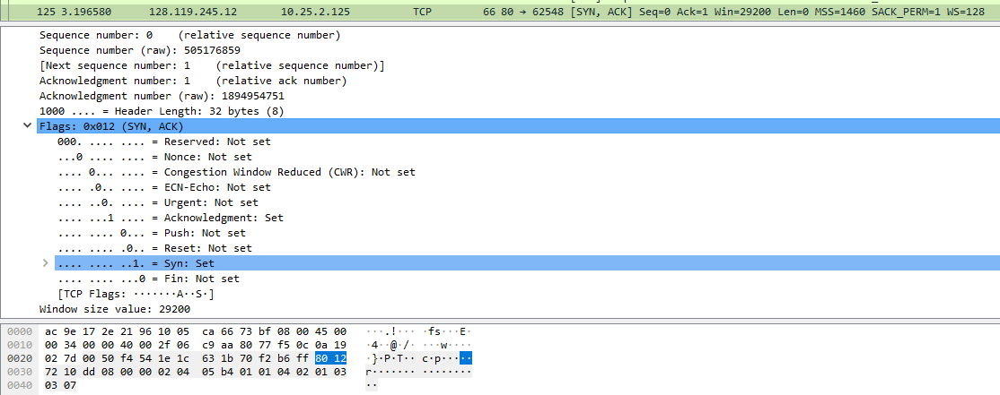 125 3.196580 128.119.245.12 10.25.2.125 TCP 66 80 → 62548 [SYN, ACK] Seq=0 Ack=1 Win=29200 Len=0 MSS=1460 SACK_PERM=1 WS=128
Sequence number: 0 (relative sequence number)
Sequence number (raw): 505176859
[Next sequence number: 1 (relative sequence number)]
Acknowledgment number: 1 (relative ack number)
Acknowledgment number (raw): 1894954751
1000 .... = Header Length: 32 bytes (8)
Flags: 0x012 (SYN, ACK)
000. .... .... = Reserved: Not set
...0 .... .... = Nonce: Not set
.... 0... .... = Congestion Window Reduced (CWR): Not set
.... .0.. .... = ECN-Echo: Not set
.... ..0. .... = Urgent: Not set
.... ...1 .... = Acknowledgment: Set
.... .... 0... = Push: Not set
.... .... .0.. = Reset: Not set
.... .... ..1. = Syn: Set
.... .... ...0 = Fin: Not set
[TCP Flags: ·······A··S·]
Window size value: 29200
0000 ac 9e 17 2e 21 96 10 05 ca 66 73 bf 08 00 45 00 ····!··· ·fs···E·
0010 00 34 00 00 40 00 2f 06 c9 aa 80 77 f5 0c 0a 19 ·4··@·/· ···w····
0020 02 7d 00 50 f4 54 1e 1c 63 1b 70 f2 b6 ff 80 12 ·}·P·T·· c·p·····
0030 72 10 dd 08 00 00 02 04 05 b4 01 01 04 02 01 03 r······· ········
0040 03 07 ··